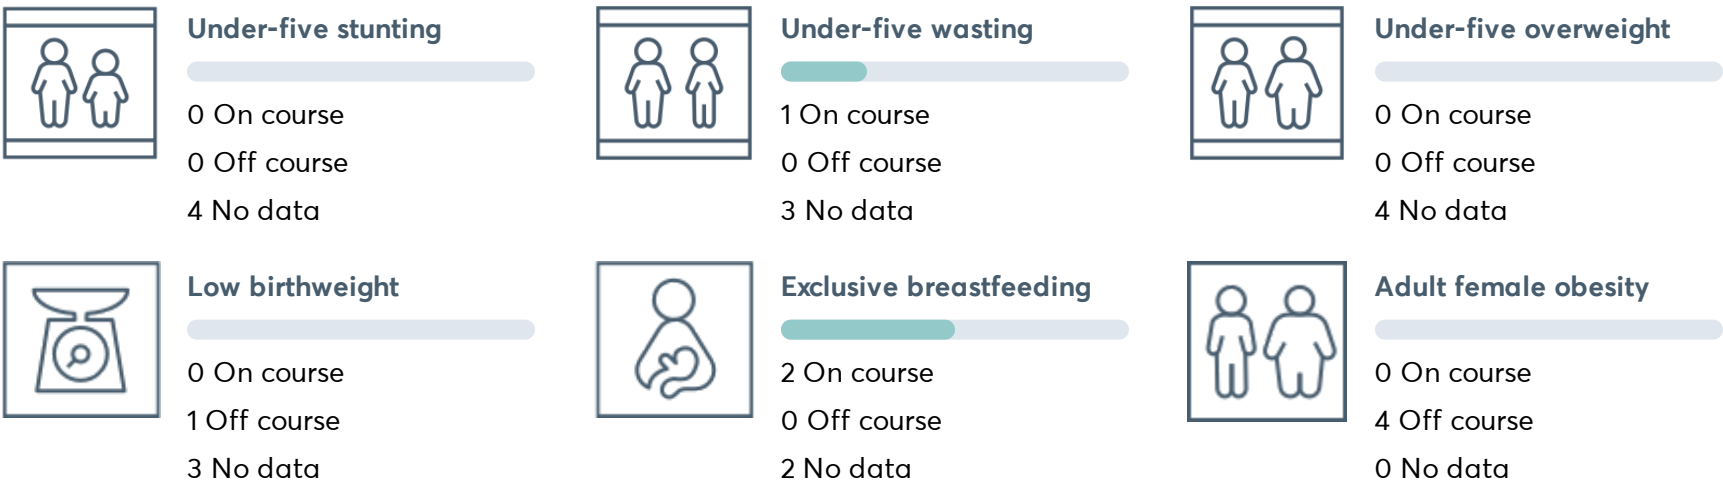 Under-five stunting
0 On course
0 Off course
4 No data
Under-five wasting
1 On course
0 Off course
3 No data
Under-five overweight
0 On course
0 Off course
4 No data
Low birthweight
0 On course
1 Off course
3 No data
Exclusive breastfeeding
2 On course
0 Off course
2 No data
Adult female obesity
0 On course
4 Off course
0 No data